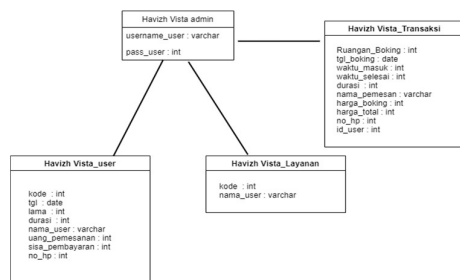 Havizh Vista admin
username_user : varchar
pass_user : int
Havizh Vista_Transaksi
Ruangan_Boking : int
tgl_boking : date
waktu_masuk : int
waktu_selesai : int
durasi : int
nama_pemesan : varchar
harga_boking : int
harga_total : int
no_hp : int
id_user : int
Havizh Vista_user
kode : int
tgl : date
lama : int
durasi : int
nama_user : varchar
uang_pemesanan : int
sisa_pembayaran : int
no_hp : int
Havizh Vista_Layanan
kode : int
nama_user : varchar